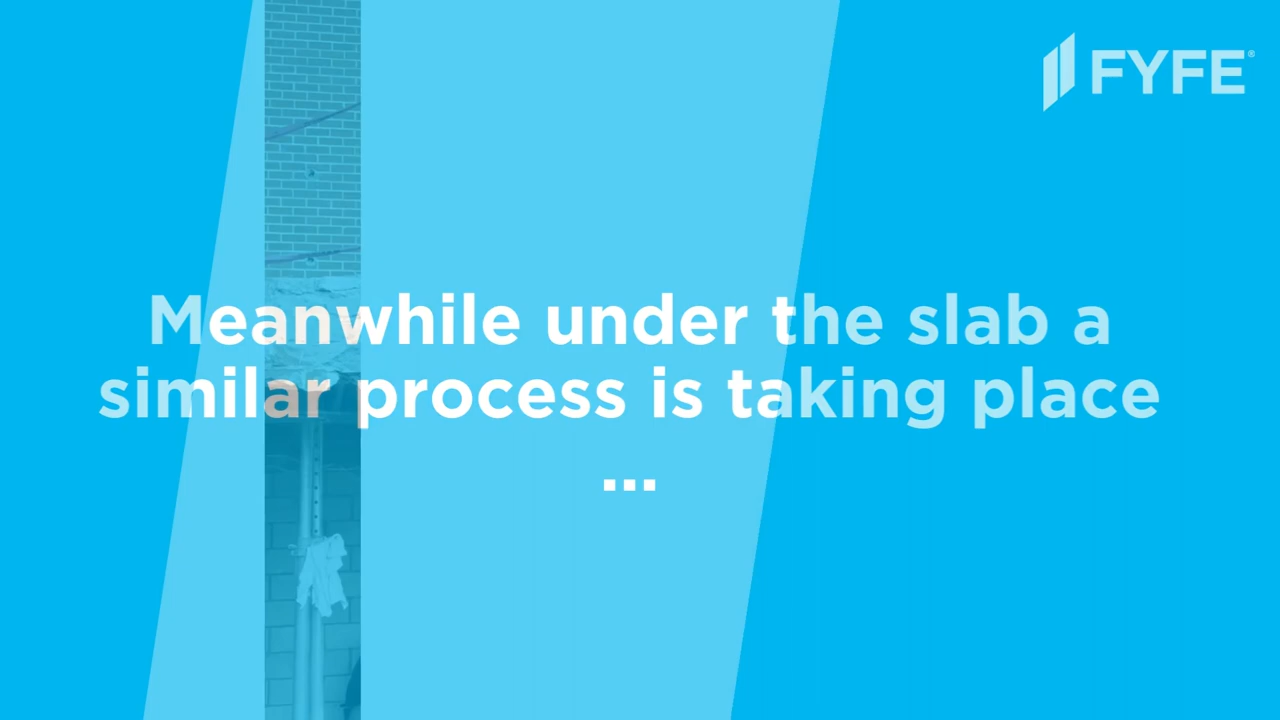 FYFE®
Meanwhile under the slab a
similar process is taking place
...